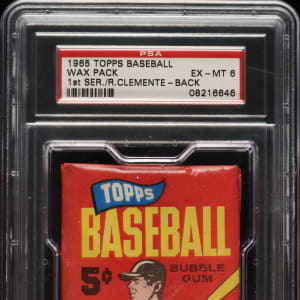 PSA
1965 TOPPS BASEBALL
WAX PACK EX-MT 6
1st SER./R.CLEMENTE-BACK
08216646
TOPPS
BASEBALL
5¢ BUBBLE
GUM